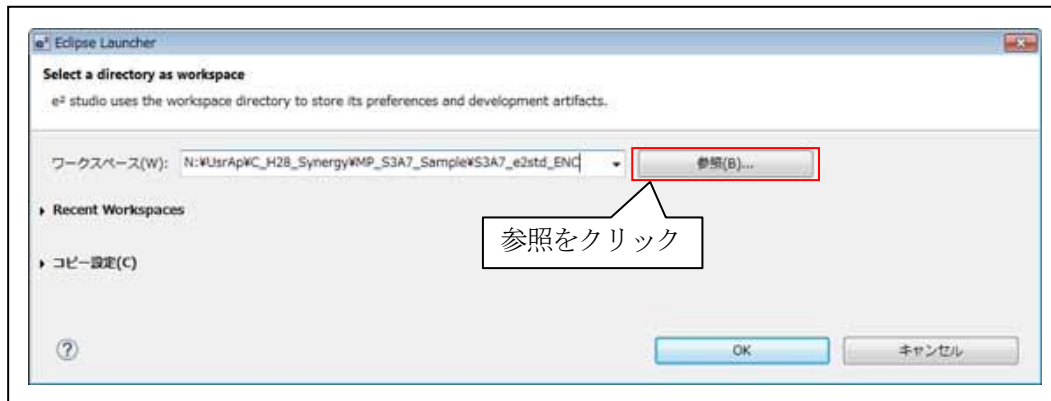 e² Eclipse Launcher
Select a directory as workspace
e² studio uses the workspace directory to store its preferences and development artifacts.
ワークスペース(W): N:¥UsrAp¥C_H28_Synergy¥MP_S3A7_Sample¥S3A7_e2std_ENC 参照(B)...
Recent Workspaces
参照をクリック
コピー設定(C)
? OK キャンセル